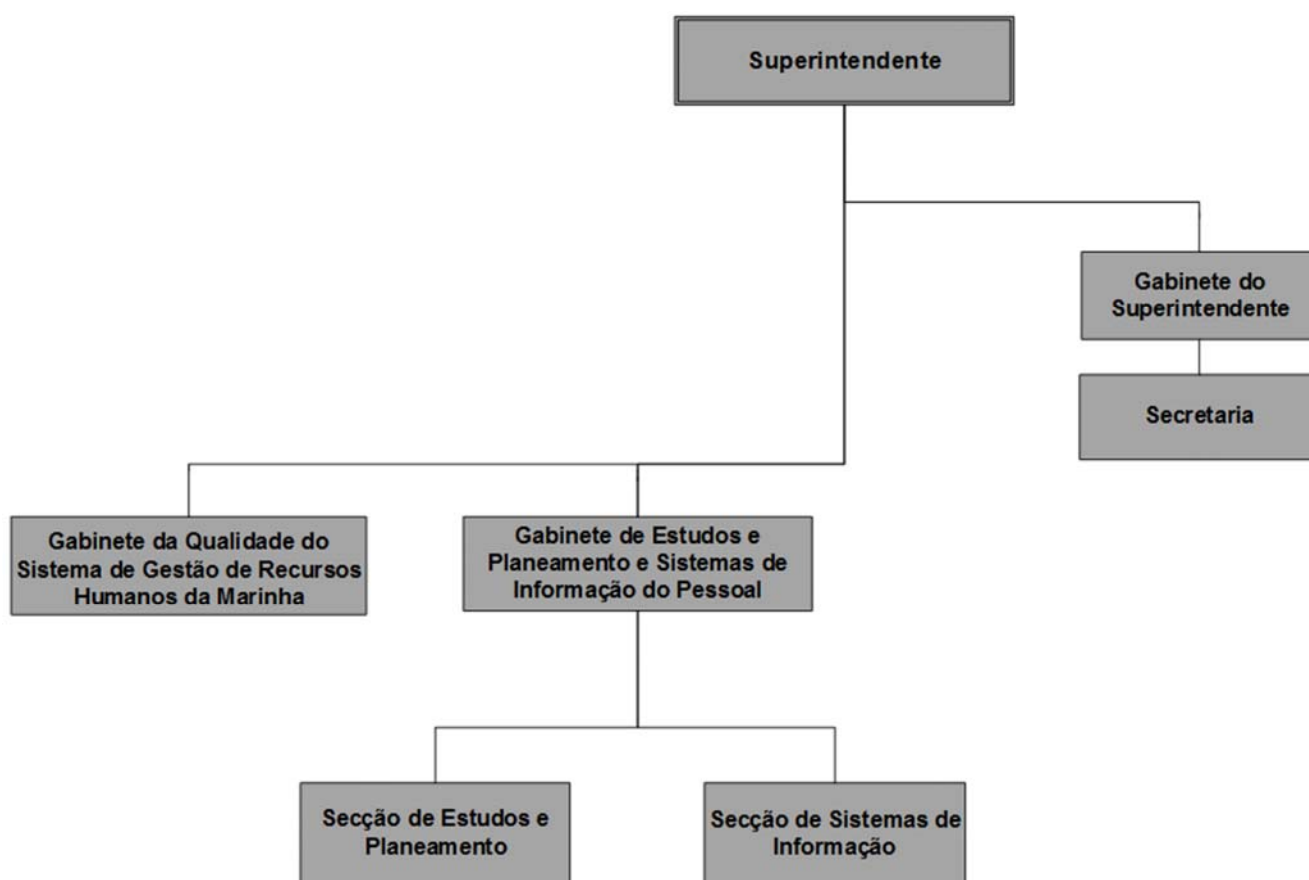 Superintendente
Gabinete do
Superintendente
Secretaria
Gabinete da Qualidade do
Sistema de Gestão de Recursos
Humanos da Marinha
Gabinete de Estudos e
Planeamento e Sistemas de
Informação do Pessoal
Secção de Estudos e
Planeamento
Secção de Sistemas de
Informação